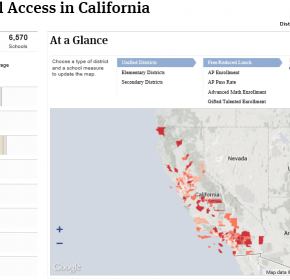 l Access in California
6,570
Schools
Dist
At a Glance
Choose a type of district
and a school measure
to update the map.
Unified Districts
Elementary Districts
Secondary Districts
Free/Reduced Lunch
AP Enrollment
AP Pass Rate
Advanced Math Enrollment
Gifted/Talented Enrollment
age
Nevada
California
Ar
+
−
Google
Map data